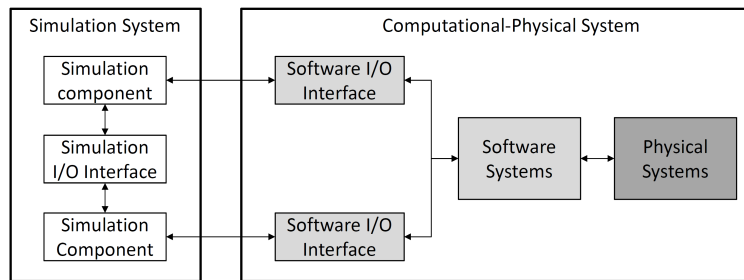 Simulation System
Simulation
component
Simulation
I/O Interface
Simulation
Component
Computational-Physical System
Software I/O
Interface
Software I/O
Interface
Software
Systems
Physical
Systems